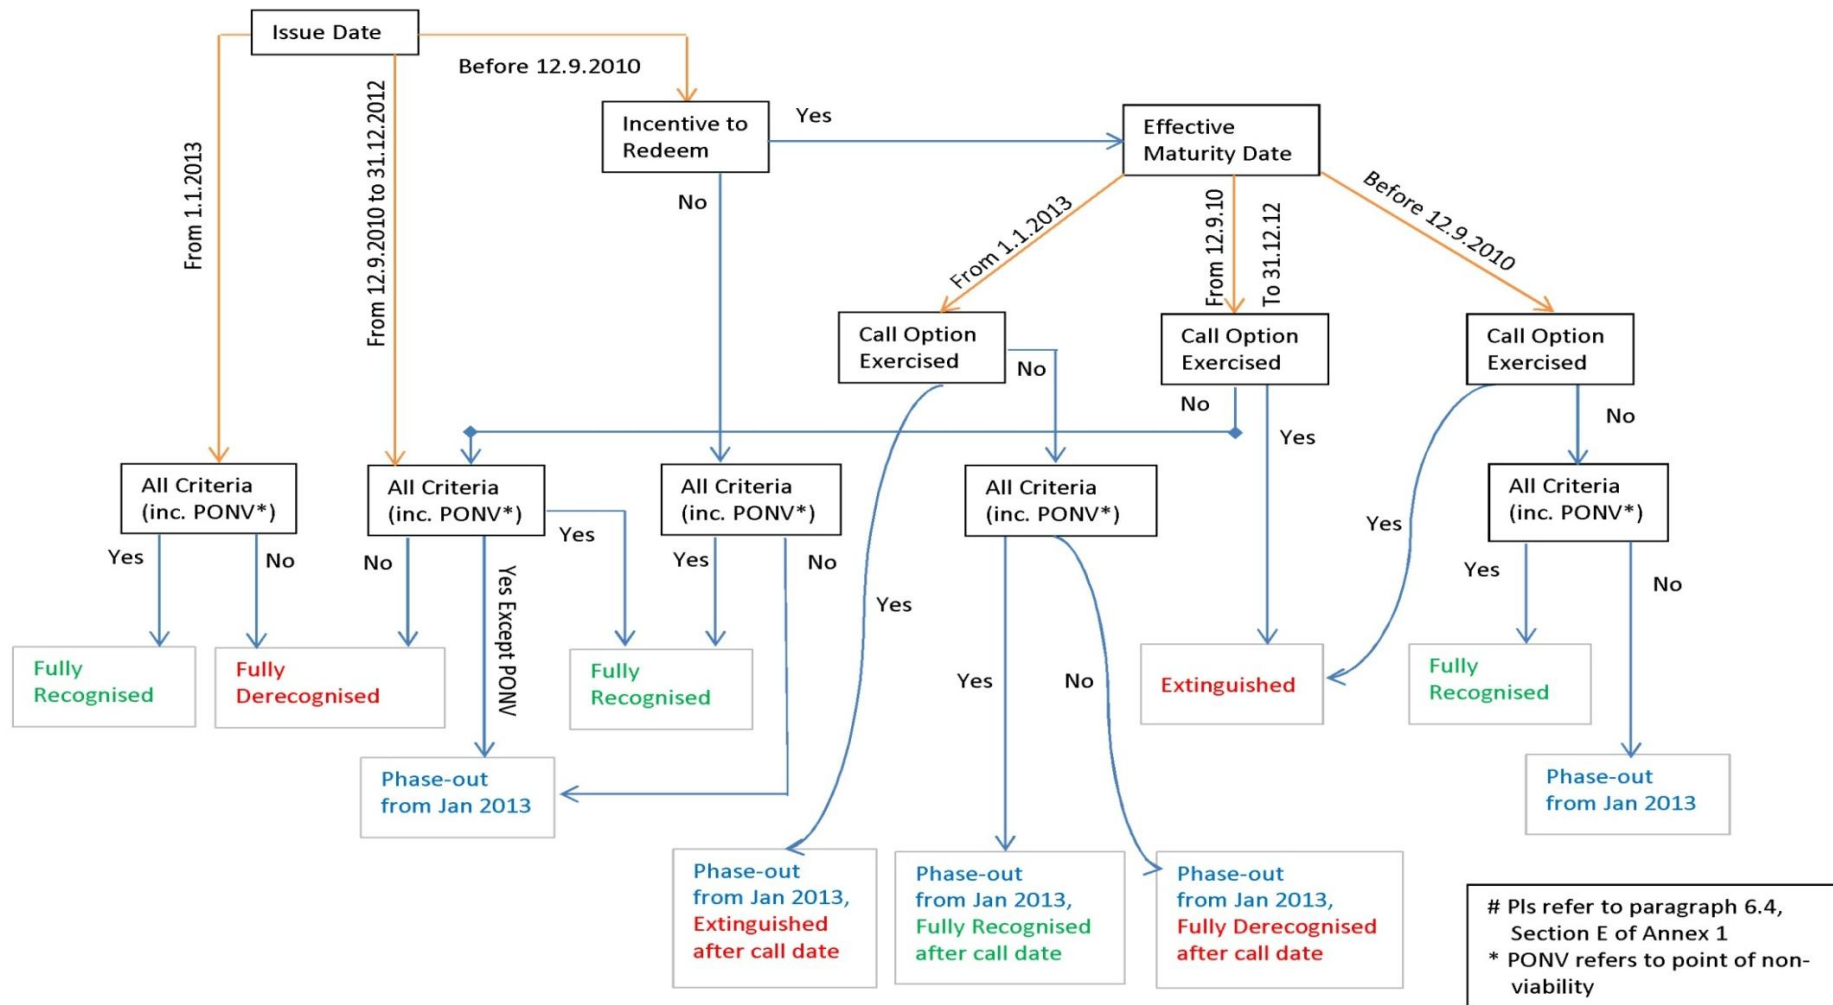 Issue Date
Before 12.9.2010
From 1.1.2013
From 12.9.2010 to 31.12.2012
Incentive to
Redeem
Yes
No
Effective
Maturity Date
From 1.1.2013
From 12.9.10
To 31.12.12
Before 12.9.2010
Call Option
Exercised
No
Yes
Call Option
Exercised
No
Yes
Call Option
Exercised
No
Yes
All Criteria
(inc. PONV*)
Yes
No
All Criteria
(inc. PONV*)
No
Yes Except PONV
Yes
All Criteria
(inc. PONV*)
Yes
No
All Criteria
(inc. PONV*)
Yes
No
All Criteria
(inc. PONV*)
Yes
No
Fully
Recognised
Fully
Derecognised
Fully
Recognised
Extinguished
Fully
Recognised
Phase-out
from Jan 2013
Phase-out
from Jan 2013
Phase-out
from Jan 2013,
Extinguished
after call date
Phase-out
from Jan 2013,
Fully Recognised
after call date
Phase-out
from Jan 2013,
Fully Derecognised
after call date
# Pls refer to paragraph 6.4,
Section E of Annex 1
* PONV refers to point of non-
viability